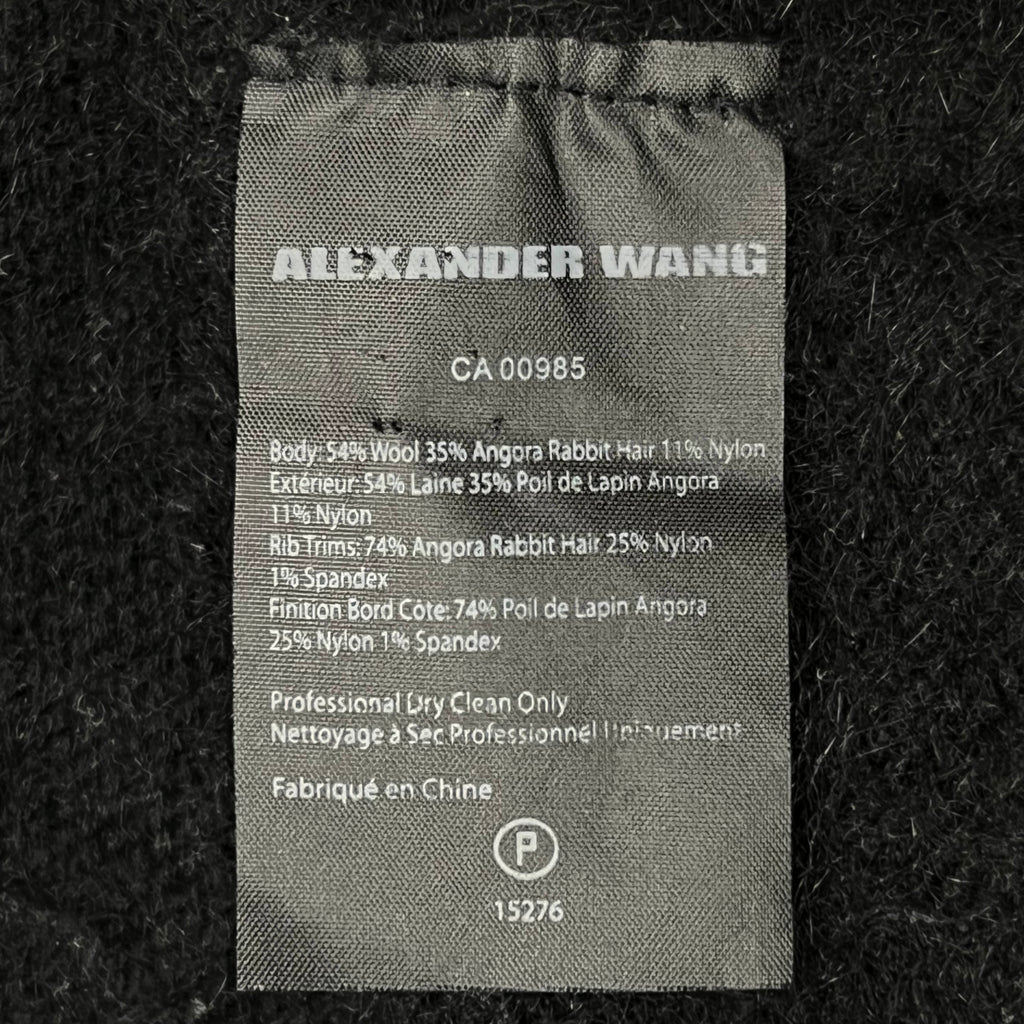 ALEXANDER WANG
CA 00985
Body: 54% Wool 35% Angora Rabbit Hair 11% Nylon
Extérieur: 54% Laine 35% Poil de Lapin Angora
11% Nylon
Rib Trims: 74% Angora Rabbit Hair 25% Nylon
1% Spandex
Finition Bord Côte: 74% Poil de Lapin Angora
25% Nylon 1% Spandex
Professional Dry Clean Only
Nettoyage à Sec Professionnel Uniquement
Fabriqué en Chine
P
15276